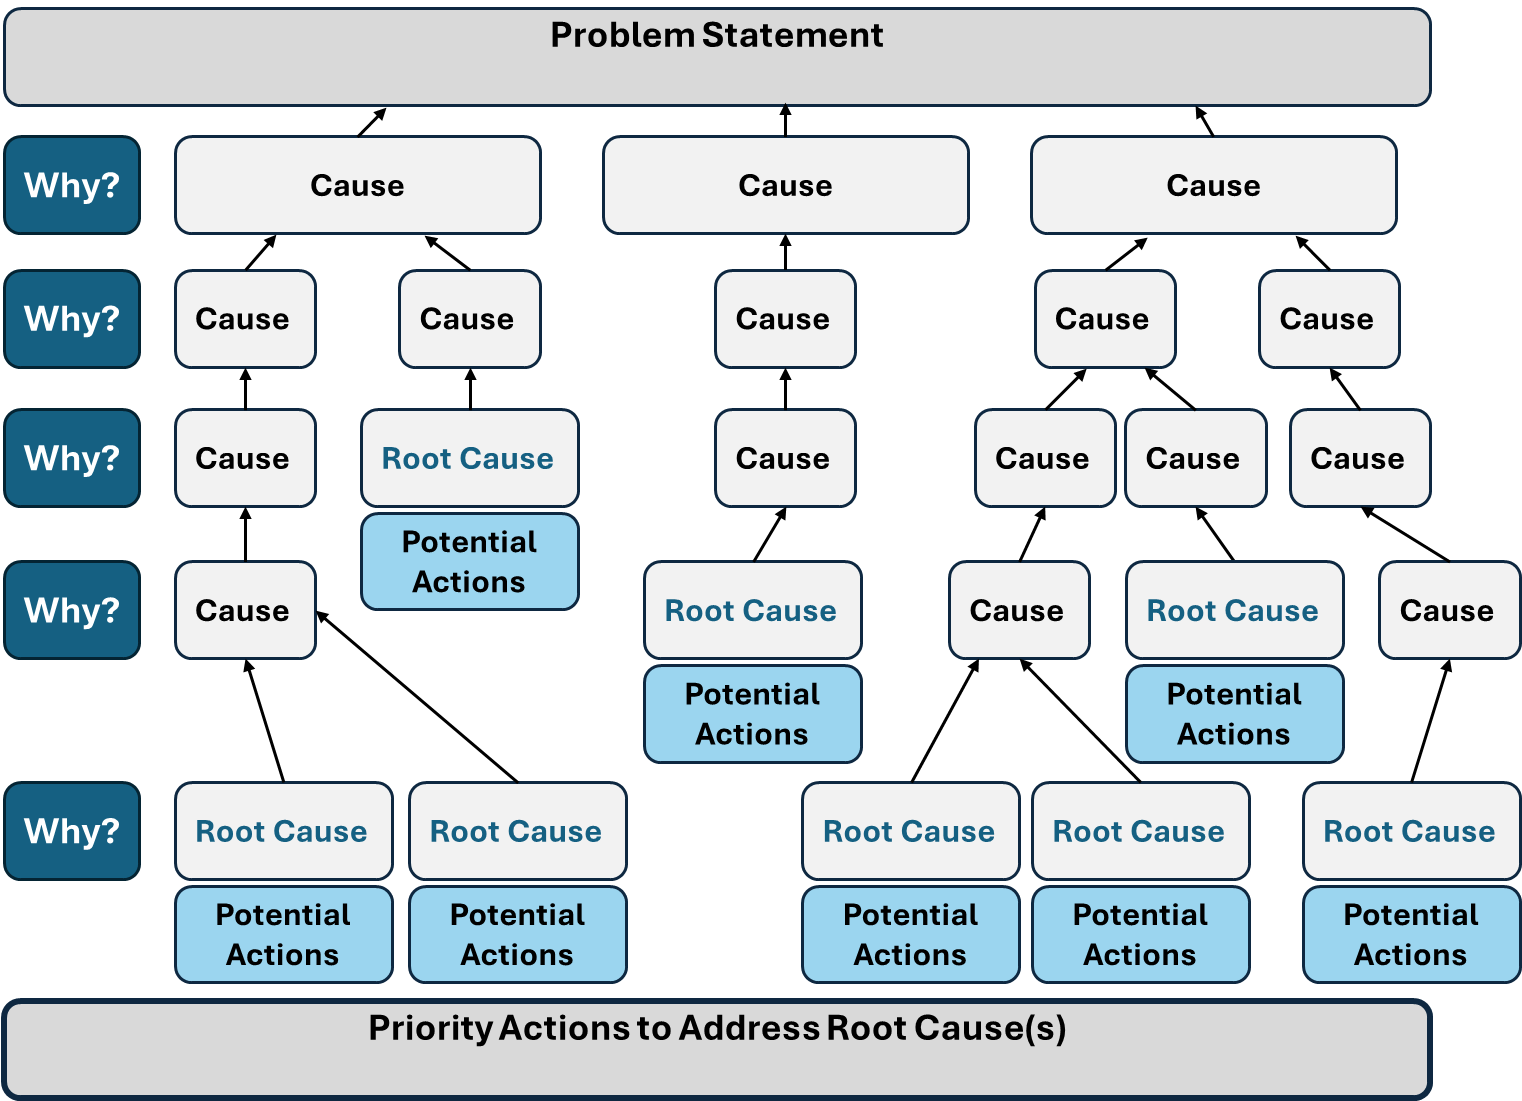 Problem Statement
Why?
Cause
Cause
Cause
Why?
Cause
Cause
Cause
Cause
Cause
Why?
Cause
Root Cause
Cause
Cause
Cause
Cause
Potential
Actions
Why?
Cause
Root Cause
Cause
Root Cause
Cause
Potential
Actions
Potential
Actions
Why?
Root Cause
Root Cause
Root Cause
Root Cause
Root Cause
Potential
Actions
Potential
Actions
Potential
Actions
Potential
Actions
Potential
Actions
Priority Actions to Address Root Cause(s)